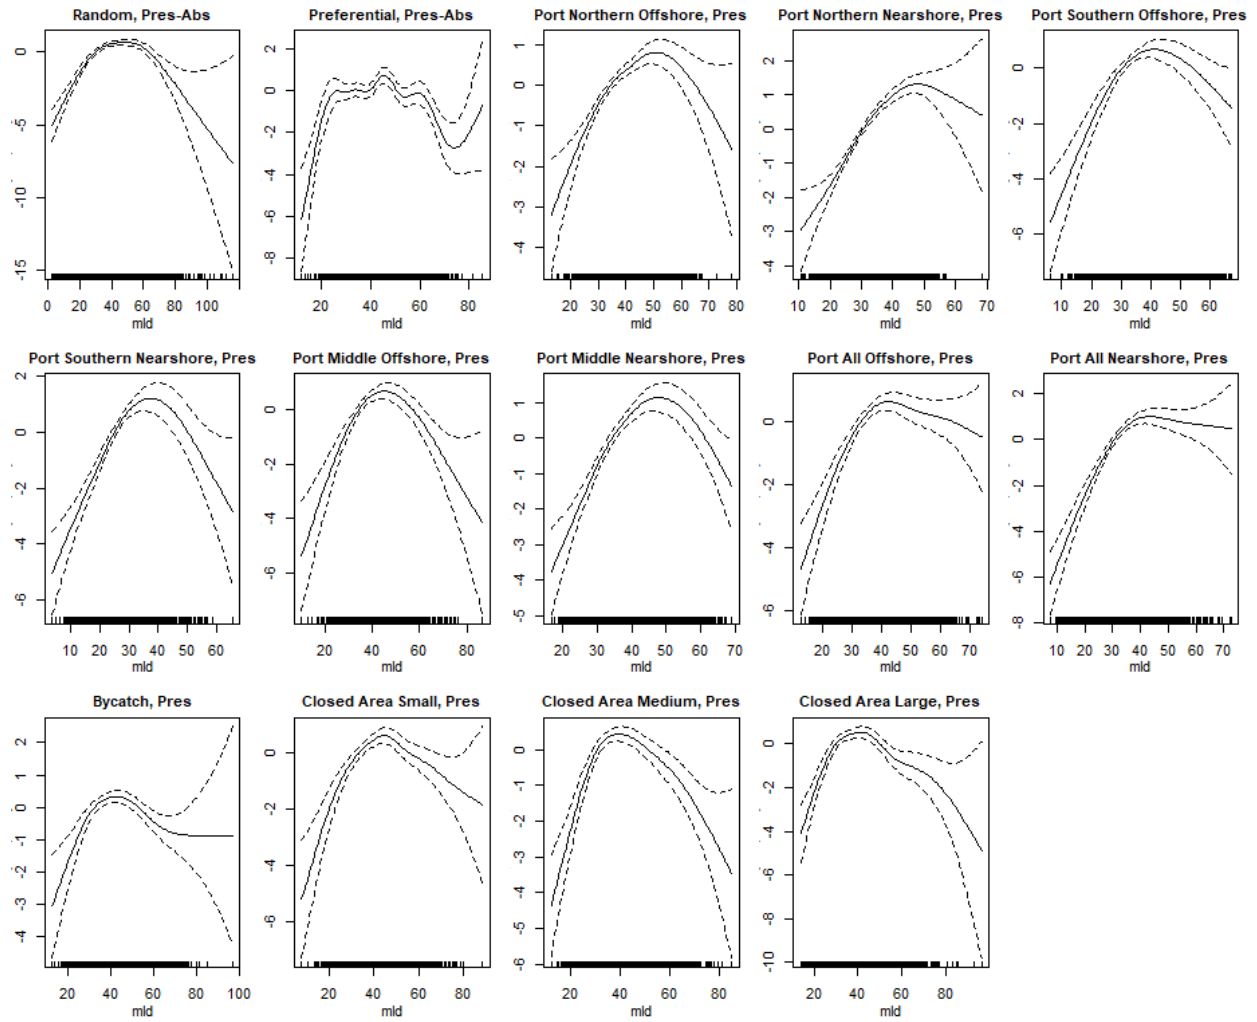 Random, Pres-Abs
0
-5
-10
-15
0 20 40 60 80 100
mld
Preferential, Pres-Abs
2
0
-2
-4
-6
-8
20 40 60 80
mld
Port Northern Offshore, Pres
1
0
-1
-2
-3
-4
20 30 40 50 60 70 80
mld
Port Northern Nearshore, Pres
2
1
0
-1
-2
-3
-4
10 20 30 40 50 60 70
mld
Port Southern Offshore, Pres
0
-2
-4
-6
10 20 30 40 50 60
mld
Port Southern Nearshore, Pres
2
0
-2
-4
-6
10 20 30 40 50 60
mld
Port Middle Offshore, Pres
0
-2
-4
-6
20 40 60 80
mld
Port Middle Nearshore, Pres
1
0
-1
-2
-3
-4
-5
20 30 40 50 60 70
mld
Port All Offshore, Pres
0
-2
-4
-6
20 30 40 50 60 70
mld
Port All Nearshore, Pres
2
0
-2
-4
-6
-8
10 20 30 40 50 60 70
mld
Bycatch, Pres
2
1
0
-1
-2
-3
-4
20 40 60 80 100
mld
Closed Area Small, Pres
0
-2
-4
-6
20 40 60 80
mld
Closed Area Medium, Pres
0
-1
-2
-3
-4
-5
-6
20 40 60 80
mld
Closed Area Large, Pres
0
-2
-4
-6
-8
-10
20 40 60 80
mld